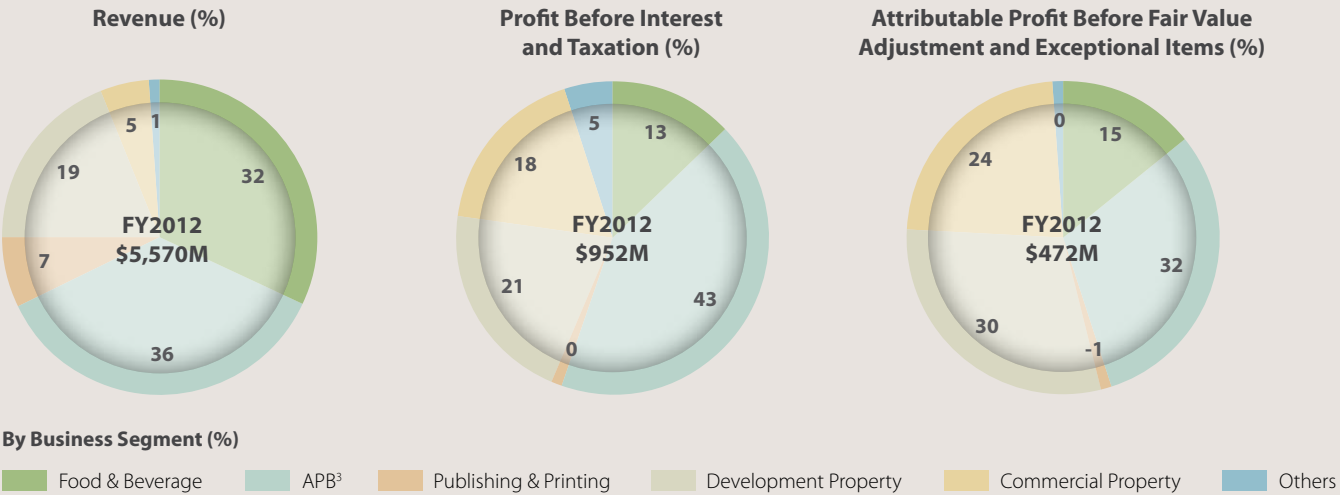 Revenue (%)
5
1
19
32
7
36
FY2012
$5,570M
Profit Before Interest
and Taxation (%)
5
13
18
21
43
0
FY2012
$952M
Attributable Profit Before Fair Value
Adjustment and Exceptional Items (%)
0
15
24
32
30
-1
FY2012
$472M
By Business Segment (%)
Food & Beverage
APB³
Publishing & Printing
Development Property
Commercial Property
Others